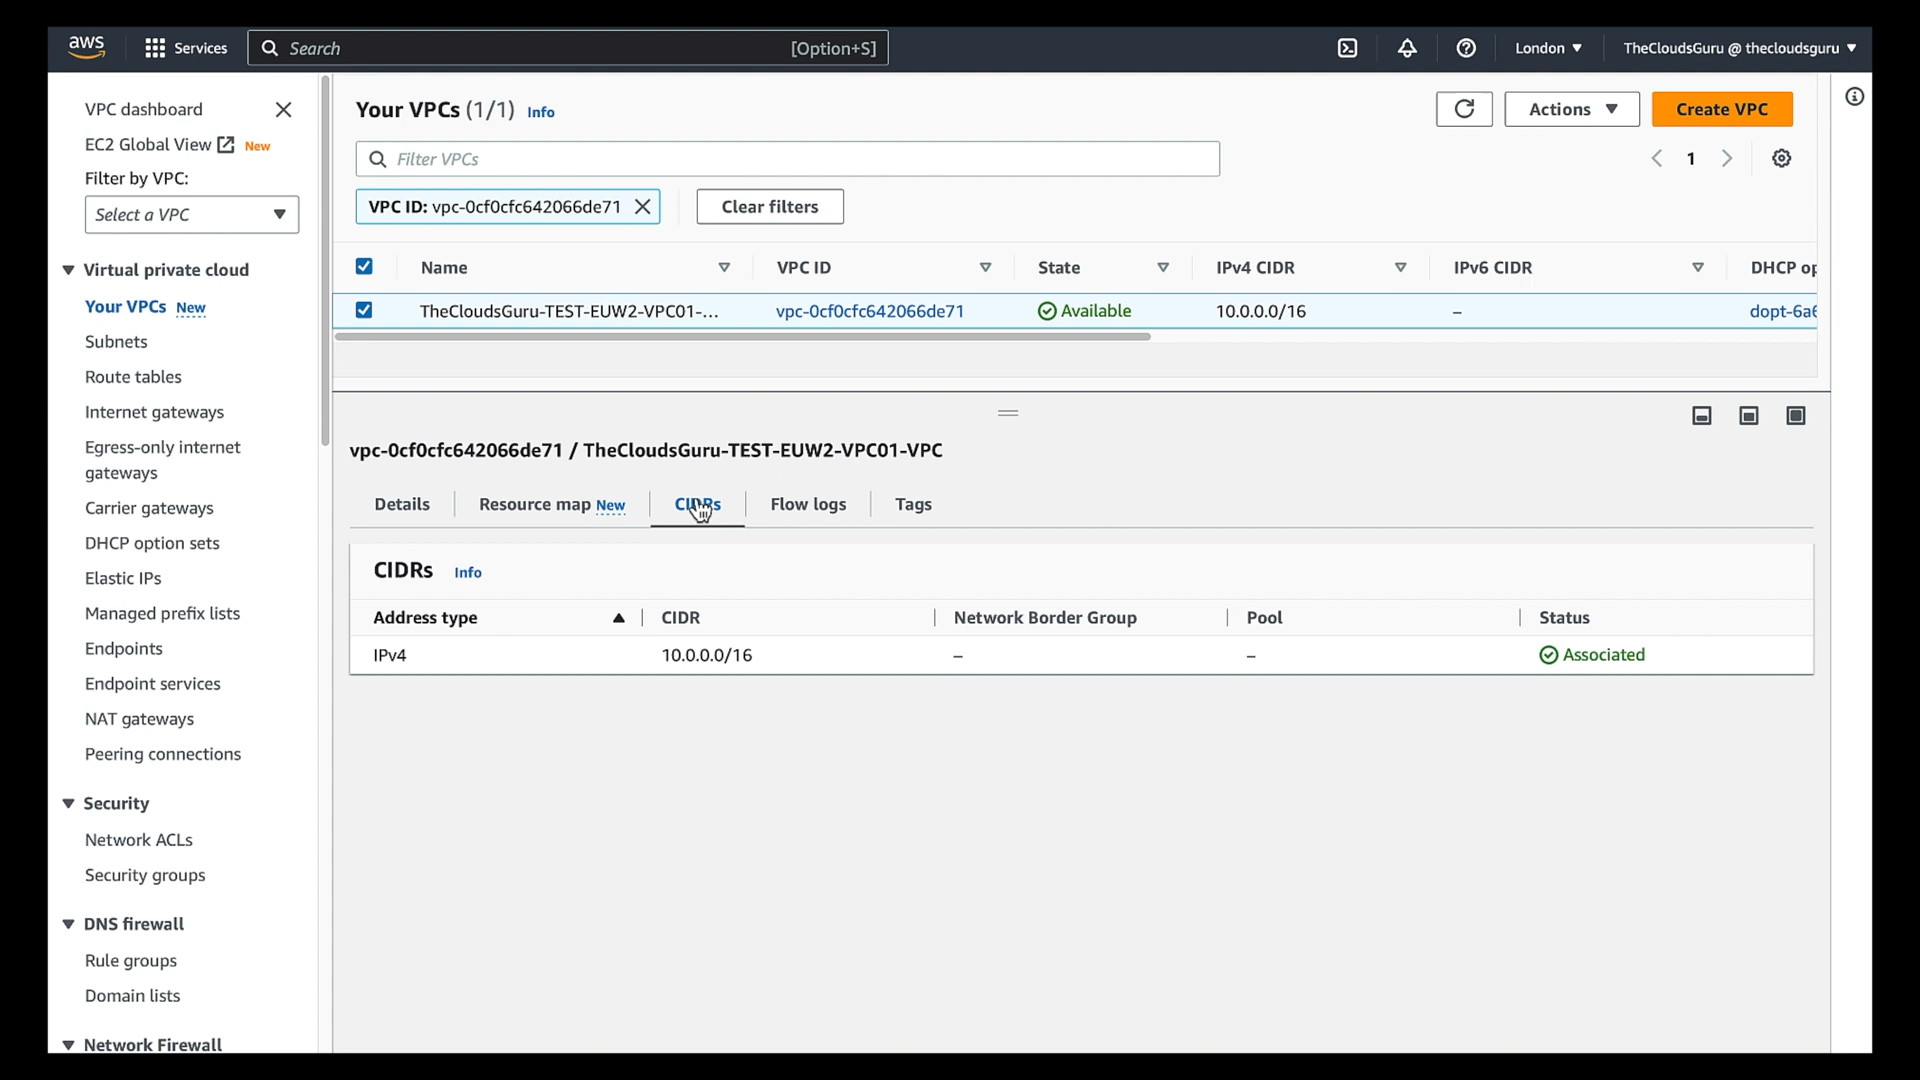 aws
Services
Search
[Option+S]
London
TheCloudsGuru @ thecloudsguru
VPC dashboard
EC2 Global View New
Filter by VPC:
Select a VPC
Virtual private cloud
Your VPCs New
Subnets
Route tables
Internet gateways
Egress-only internet
gateways
Carrier gateways
DHCP option sets
Elastic IPs
Managed prefix lists
Endpoints
Endpoint services
NAT gateways
Peering connections
Security
Network ACLs
Security groups
DNS firewall
Rule groups
Domain lists
Network Firewall
Your VPCs (1/1) Info
Actions
Create VPC
Filter VPCs
1
VPC ID: vpc-0cf0cfc642066de71
Clear filters
Name VPC ID State IPv4 CIDR IPv6 CIDR DHCP op
TheCloudsGuru-TEST-EUW2-VPC01-... vpc-0cf0cfc642066de71 Available 10.0.0.0/16 – dopt-6a6
vpc-0cf0cfc642066de71 / TheCloudsGuru-TEST-EUW2-VPC01-VPC
Details Resource map New CIDRs Flow logs Tags
CIDRs Info
Address type CIDR Network Border Group Pool Status
IPv4 10.0.0.0/16 – – Associated